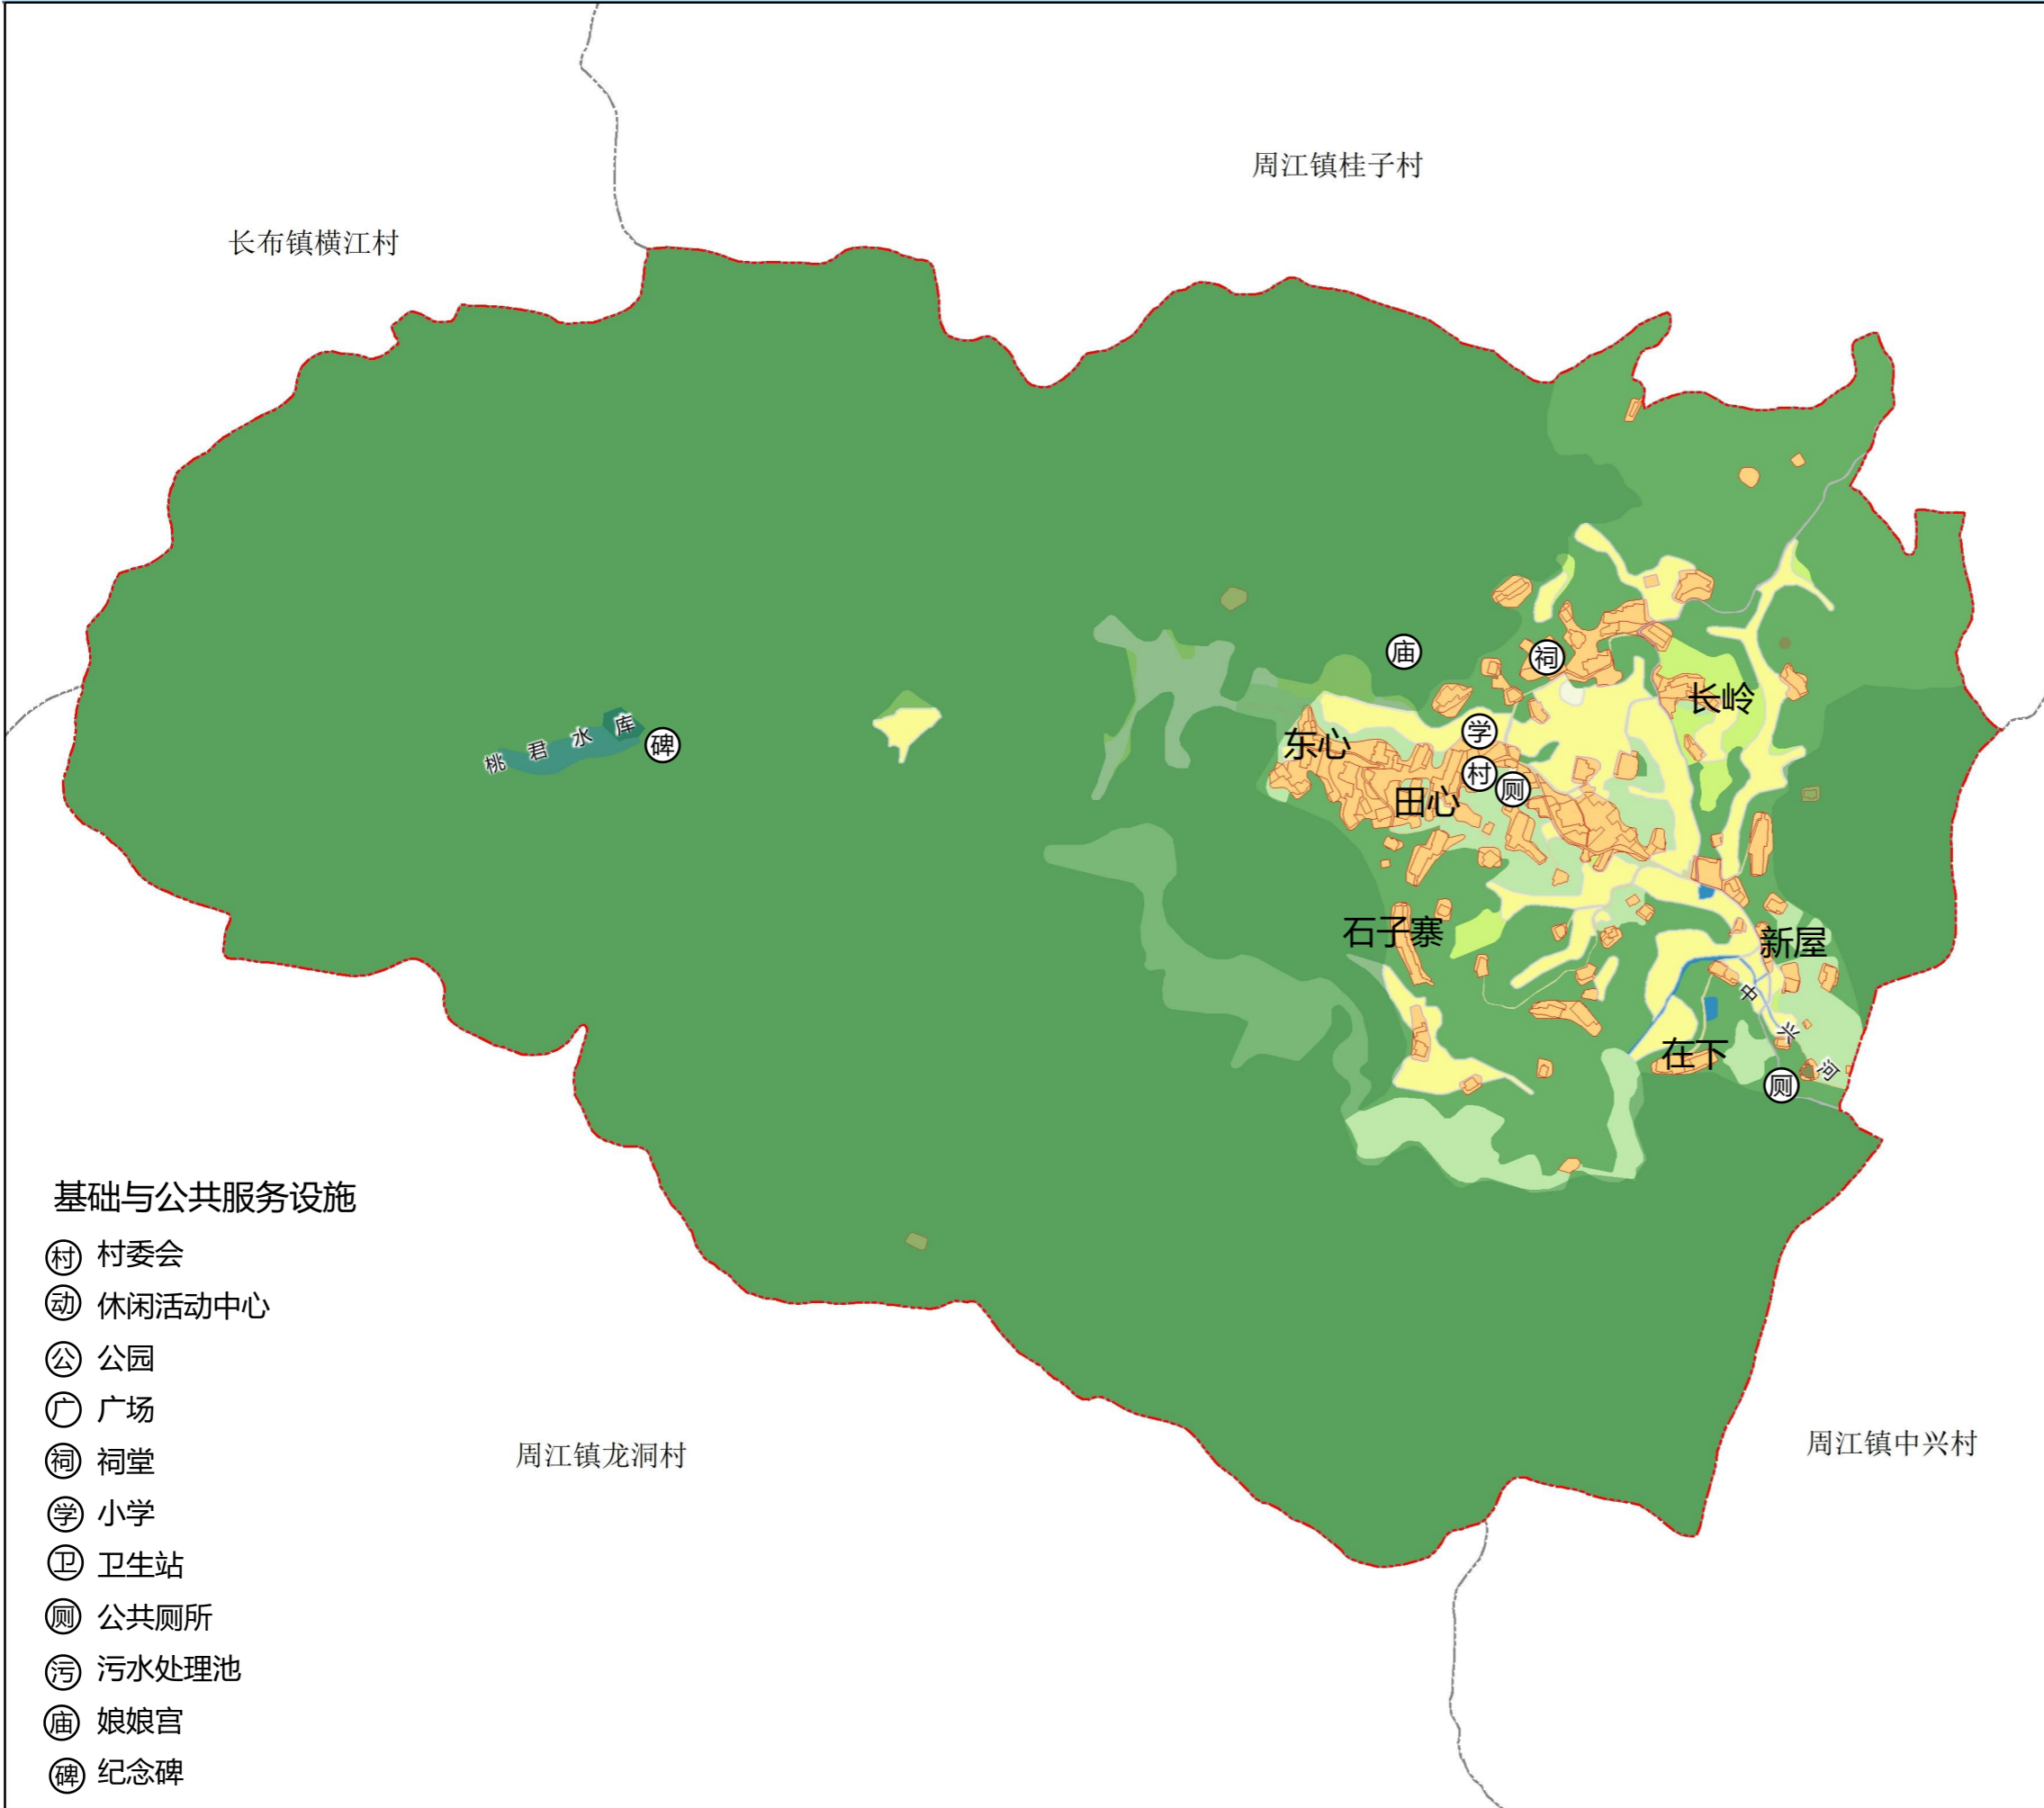 周江镇桂子村
长布镇横江村
庙
祠
长岭
学
东心
桃君水库
碑
村
厕
田心
石子寨
新屋
中兴河
在下
厕
基础与公共服务设施
村 村委会
动 休闲活动中心
公 公园
广 广场
祠 祠堂
学 小学
卫 卫生站
厕 公共厕所
污 污水处理池
庙 娘娘宫
碑 纪念碑
周江镇龙洞村
周江镇中兴村